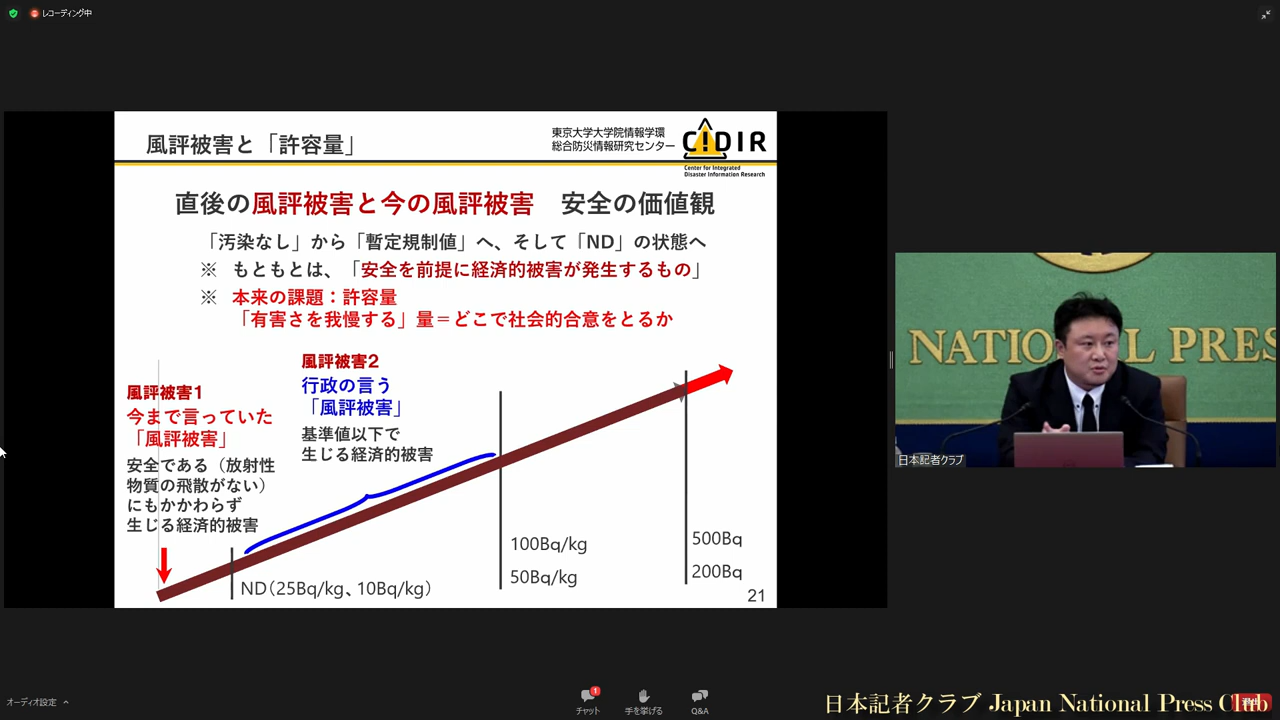 レコーディング中
風評被害と「許容量」
東京大学大学院情報学環
総合防災情報研究センター
CIDIR
Center for Integrated
Disaster Information Research
直後の風評被害と今の風評被害　安全の価値観
「汚染なし」から「暫定規制値」へ、そして「ND」の状態へ
※　もともとは、「安全を前提に経済的被害が発生するもの」
※　本来の課題：許容量
「有害さを我慢する」量＝どこで社会的合意をとるか
風評被害1
今まで言っていた
「風評被害」
安全である（放射性
物質の飛散がない）
にもかかわらず
生じる経済的被害
風評被害2
行政の言う
「風評被害」
基準値以下で
生じる経済的被害
ND（25Bq/kg、10Bq/kg）
100Bq/kg
50Bq/kg
500Bq
200Bq
21
NATIONAL PRES
日本記者クラブ
オーディオ設定
チャット
1
手を挙げる
Q&A
日本記者クラブ Japan National Press Club